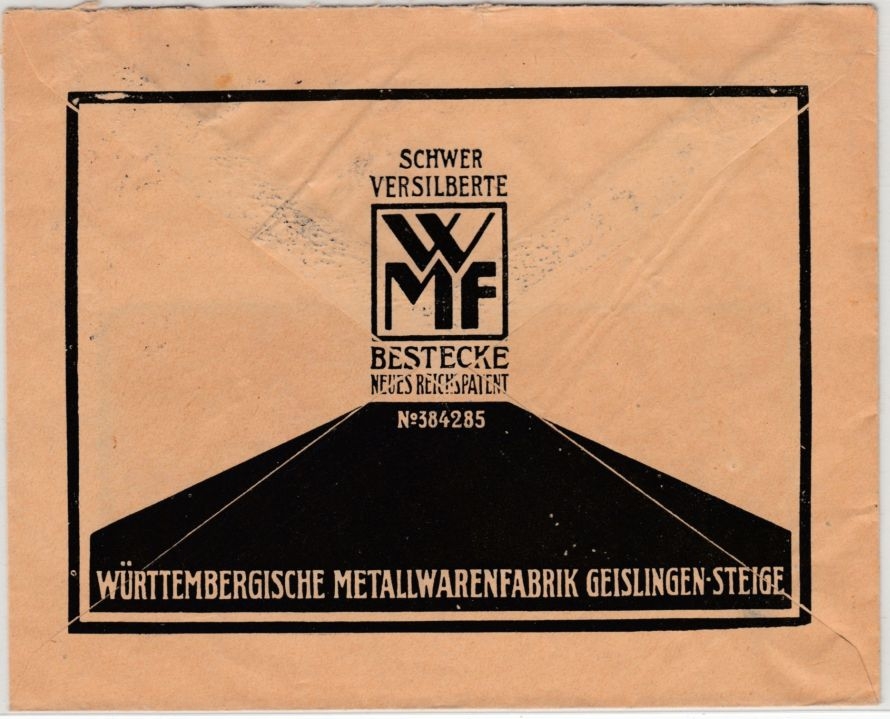 SCHWER
VERSILBERTE
WMF
BESTECKE
NEUES REICHSPATENT
Nº384285
WÜRTTEMBERGISCHE METALLWARENFABRIK GEISLINGEN-STEIGE